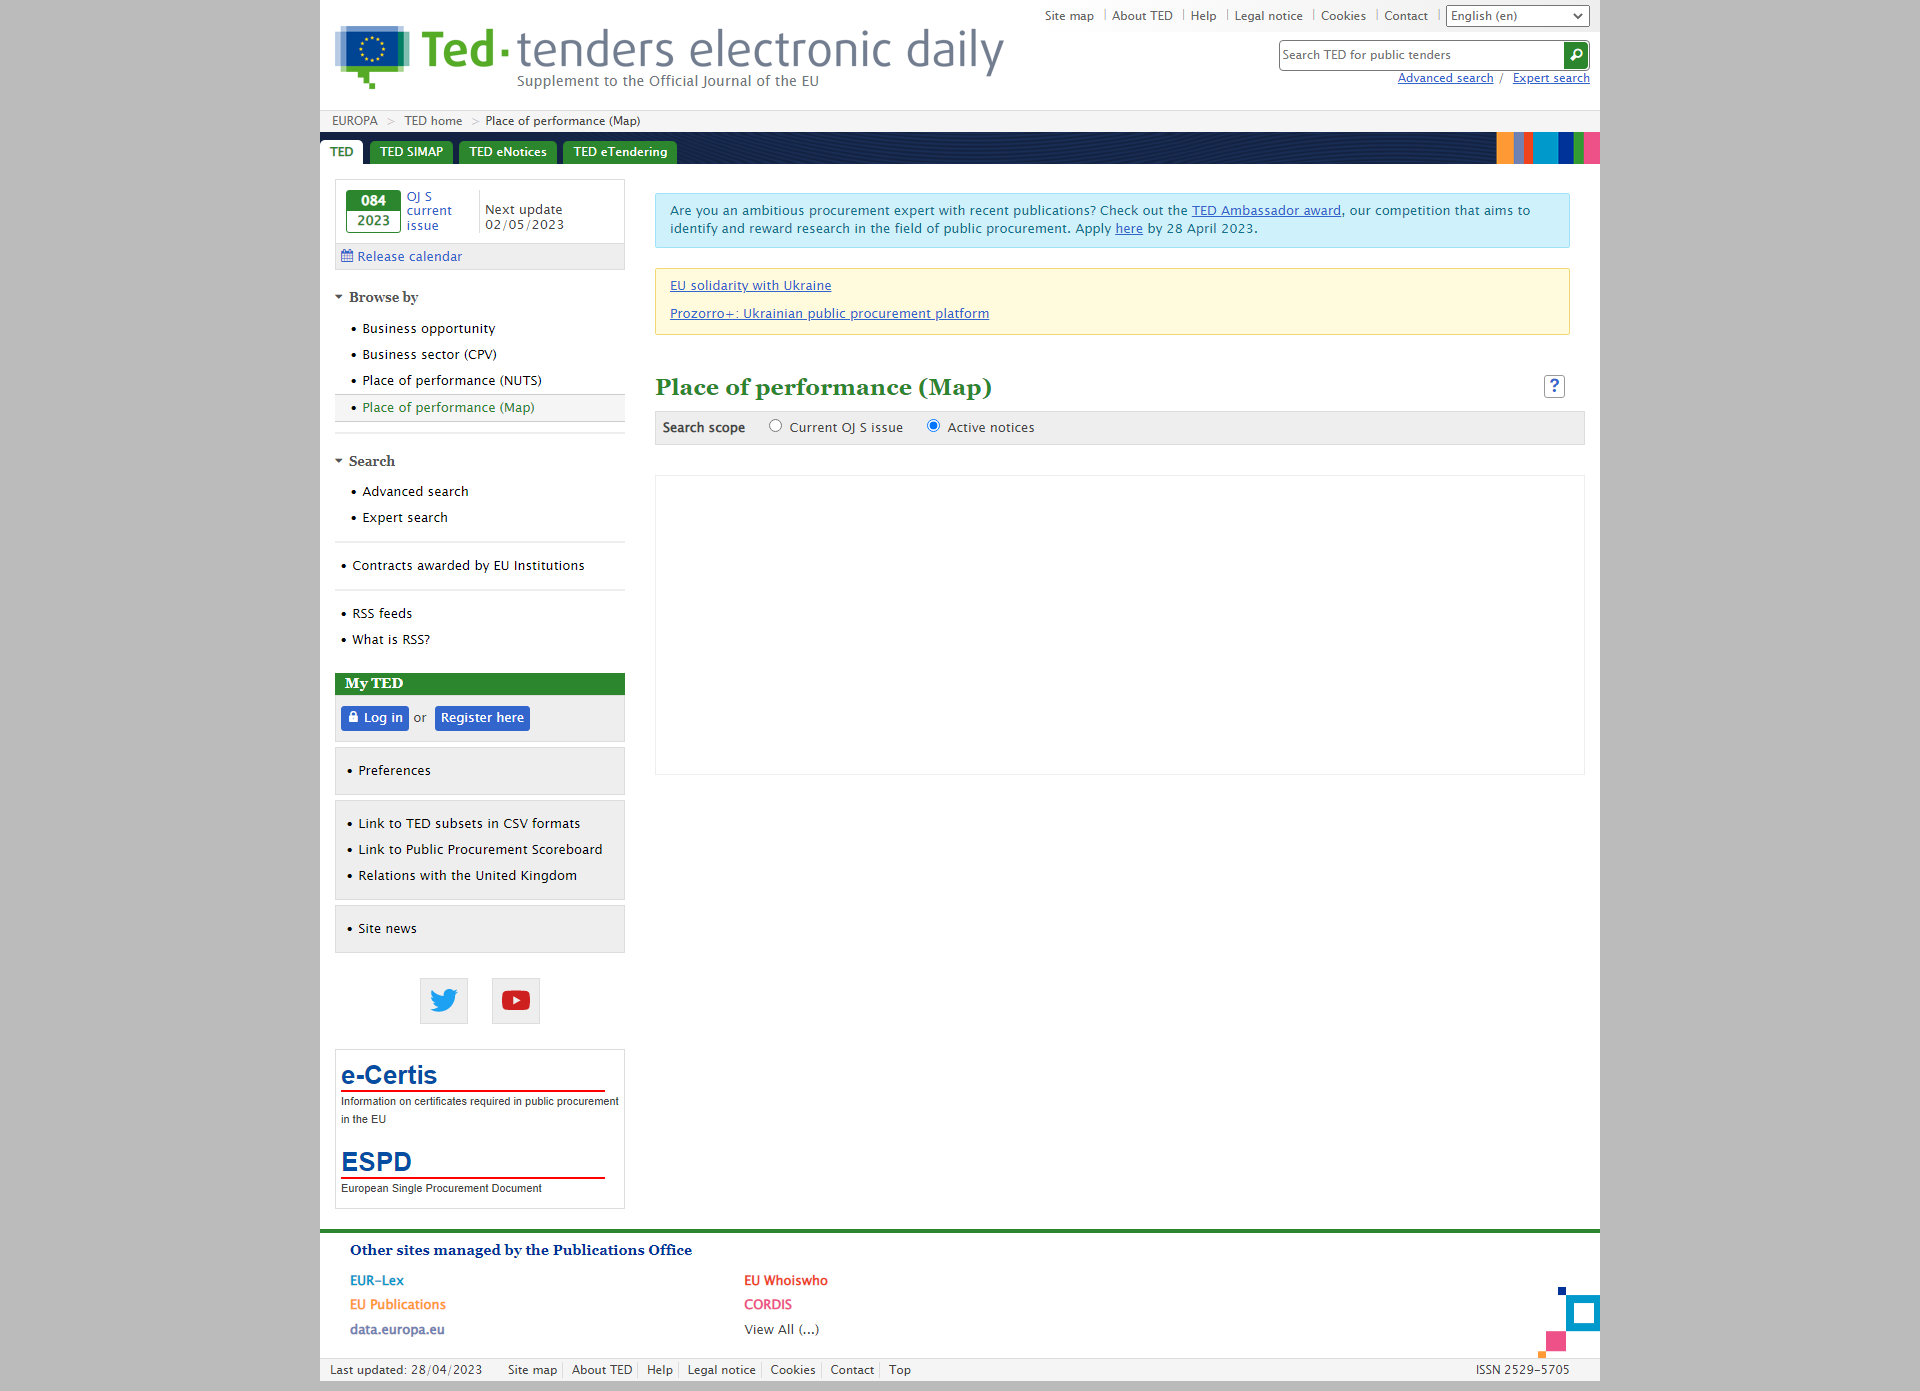 Site map
About TED
Help
Legal notice
Cookies
Contact
English (en)
Ted·tenders electronic daily
Supplement to the Official Journal of the EU
Search TED for public tenders
Advanced search / Expert search
EUROPA > TED home > Place of performance (Map)
TED
TED SIMAP
TED eNotices
TED eTendering
084
2023
OJ S
current
issue
Next update
02/05/2023
Release calendar
Browse by
• Business opportunity
• Business sector (CPV)
• Place of performance (NUTS)
• Place of performance (Map)
Search
• Advanced search
• Expert search
• Contracts awarded by EU Institutions
• RSS feeds
• What is RSS?
My TED
Log in or Register here
• Preferences
• Link to TED subsets in CSV formats
• Link to Public Procurement Scoreboard
• Relations with the United Kingdom
• Site news
e-Certis
Information on certificates required in public procurement
in the EU
ESPD
European Single Procurement Document
Are you an ambitious procurement expert with recent publications? Check out the TED Ambassador award, our competition that aims to
identify and reward research in the field of public procurement. Apply here by 28 April 2023.
EU solidarity with Ukraine
Prozorro+: Ukrainian public procurement platform
Place of performance (Map)
?
Search scope
Current OJ S issue
Active notices
Other sites managed by the Publications Office
EUR-Lex
EU Publications
data.europa.eu
EU Whoiswho
CORDIS
View All (...)
Last updated: 28/04/2023
Site map
About TED
Help
Legal notice
Cookies
Contact
Top
ISSN 2529-5705